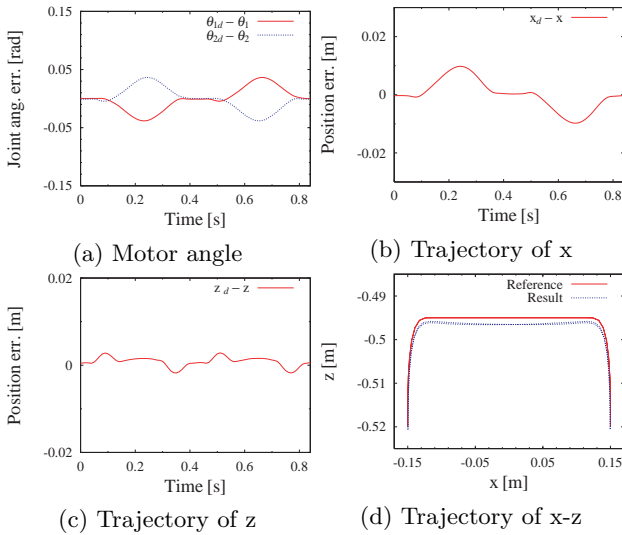 0.15
0.05
-0.05
-0.15
Joint ang. err. [rad]
θ1d − θ1
θ2d − θ2
0 0.2 0.4 0.6 0.8
Time [s]
(a) Motor angle
0.02
0
-0.02
Position err. [m]
xd − x
0 0.2 0.4 0.6 0.8
Time [s]
(b) Trajectory of x
0.02
0
-0.02
Position err. [m]
z d − z
0 0.2 0.4 0.6 0.8
Time [s]
(c) Trajectory of z
-0.49
-0.5
-0.51
-0.52
z [m]
Reference
Result
-0.15 -0.05 0.05 0.15
x [m]
(d) Trajectory of x-z